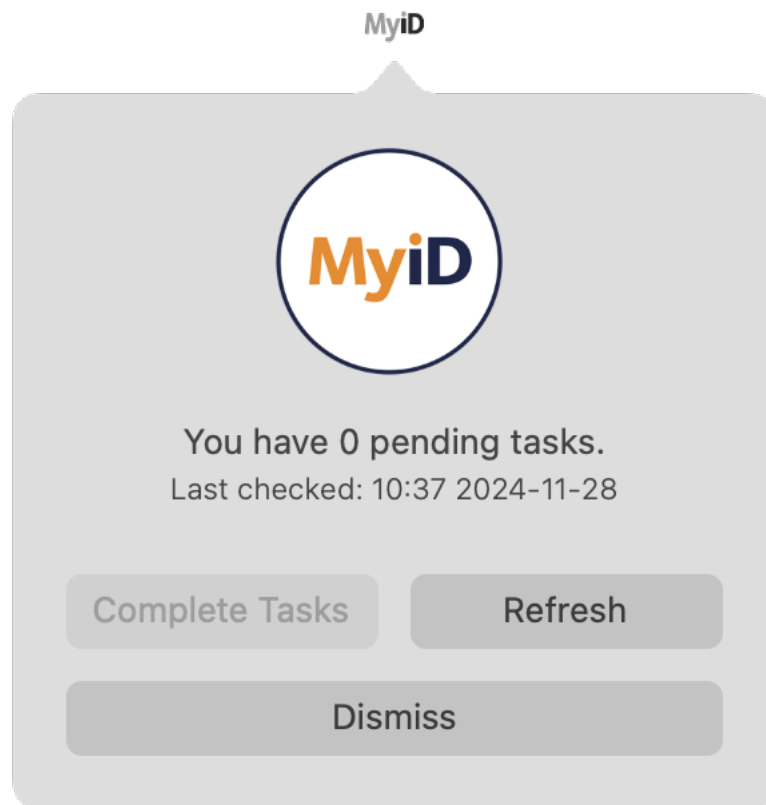 MyiD
MyiD
You have 0 pending tasks.
Last checked: 10:37 2024-11-28
Complete Tasks
Refresh
Dismiss